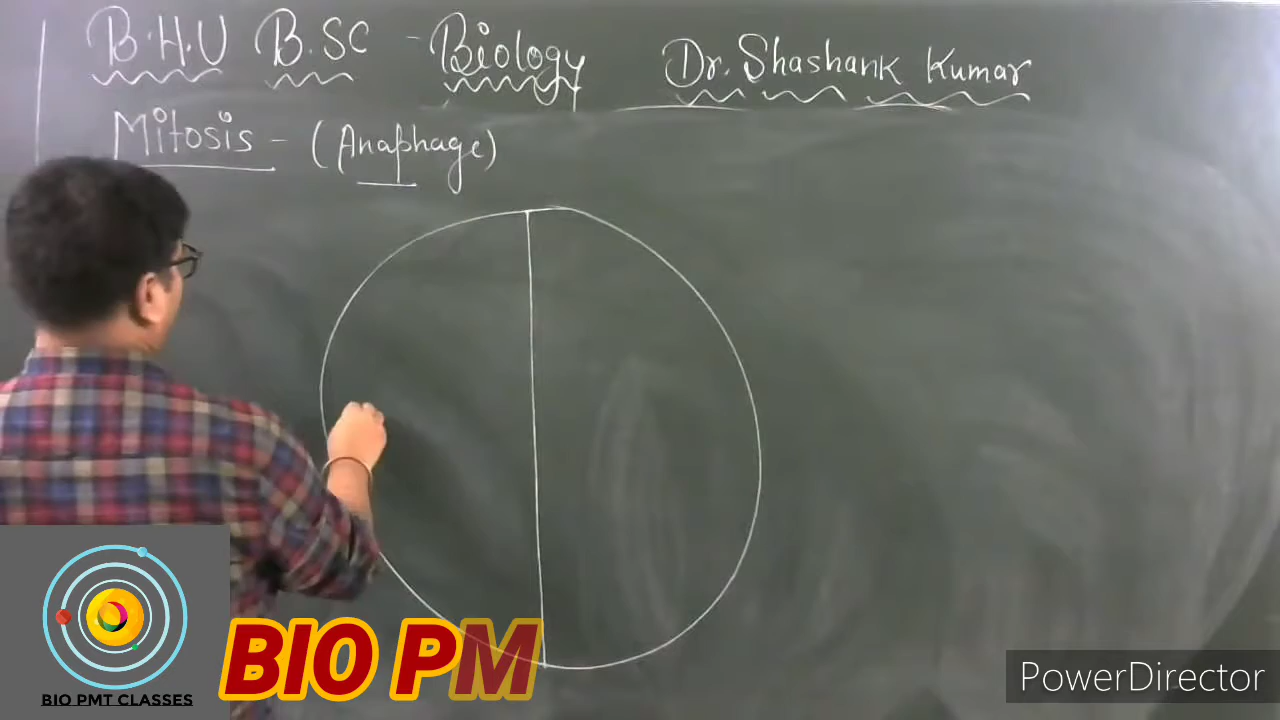 B.H.U B.SC - Biology Dr. Shashank Kumar
Mitosis - (Anaphage)
BIO PMT CLASSES
BIO PM
PowerDirector